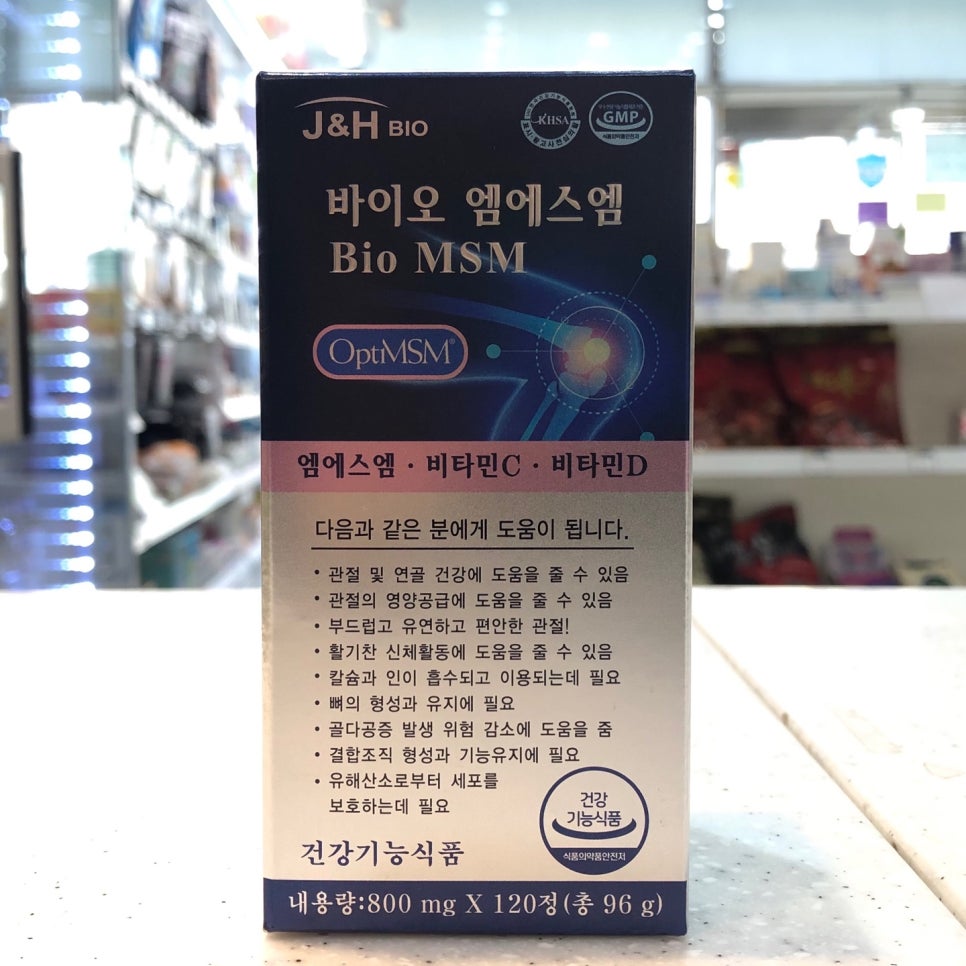 J&H BIO
KHSA
GMP
식품의약품안전처
바이오 엠에스엠
Bio MSM
OptiMSM®
엠에스엠 · 비타민C · 비타민D
다음과 같은 분에게 도움이 됩니다.
• 관절 및 연골 건강에 도움을 줄 수 있음
• 관절의 영양공급에 도움을 줄 수 있음
• 부드럽고 유연하고 편안한 관절!
• 활기찬 신체활동에 도움을 줄 수 있음
• 칼슘과 인이 흡수되고 이용되는데 필요
• 뼈의 형성과 유지에 필요
• 골다공증 발생 위험 감소에 도움을 줌
• 결합조직 형성과 기능유지에 필요
• 유해산소로부터 세포를
보호하는데 필요
건강
기능식품
식품의약품안전처
건강기능식품
내용량:800 mg X 120정(총 96 g)